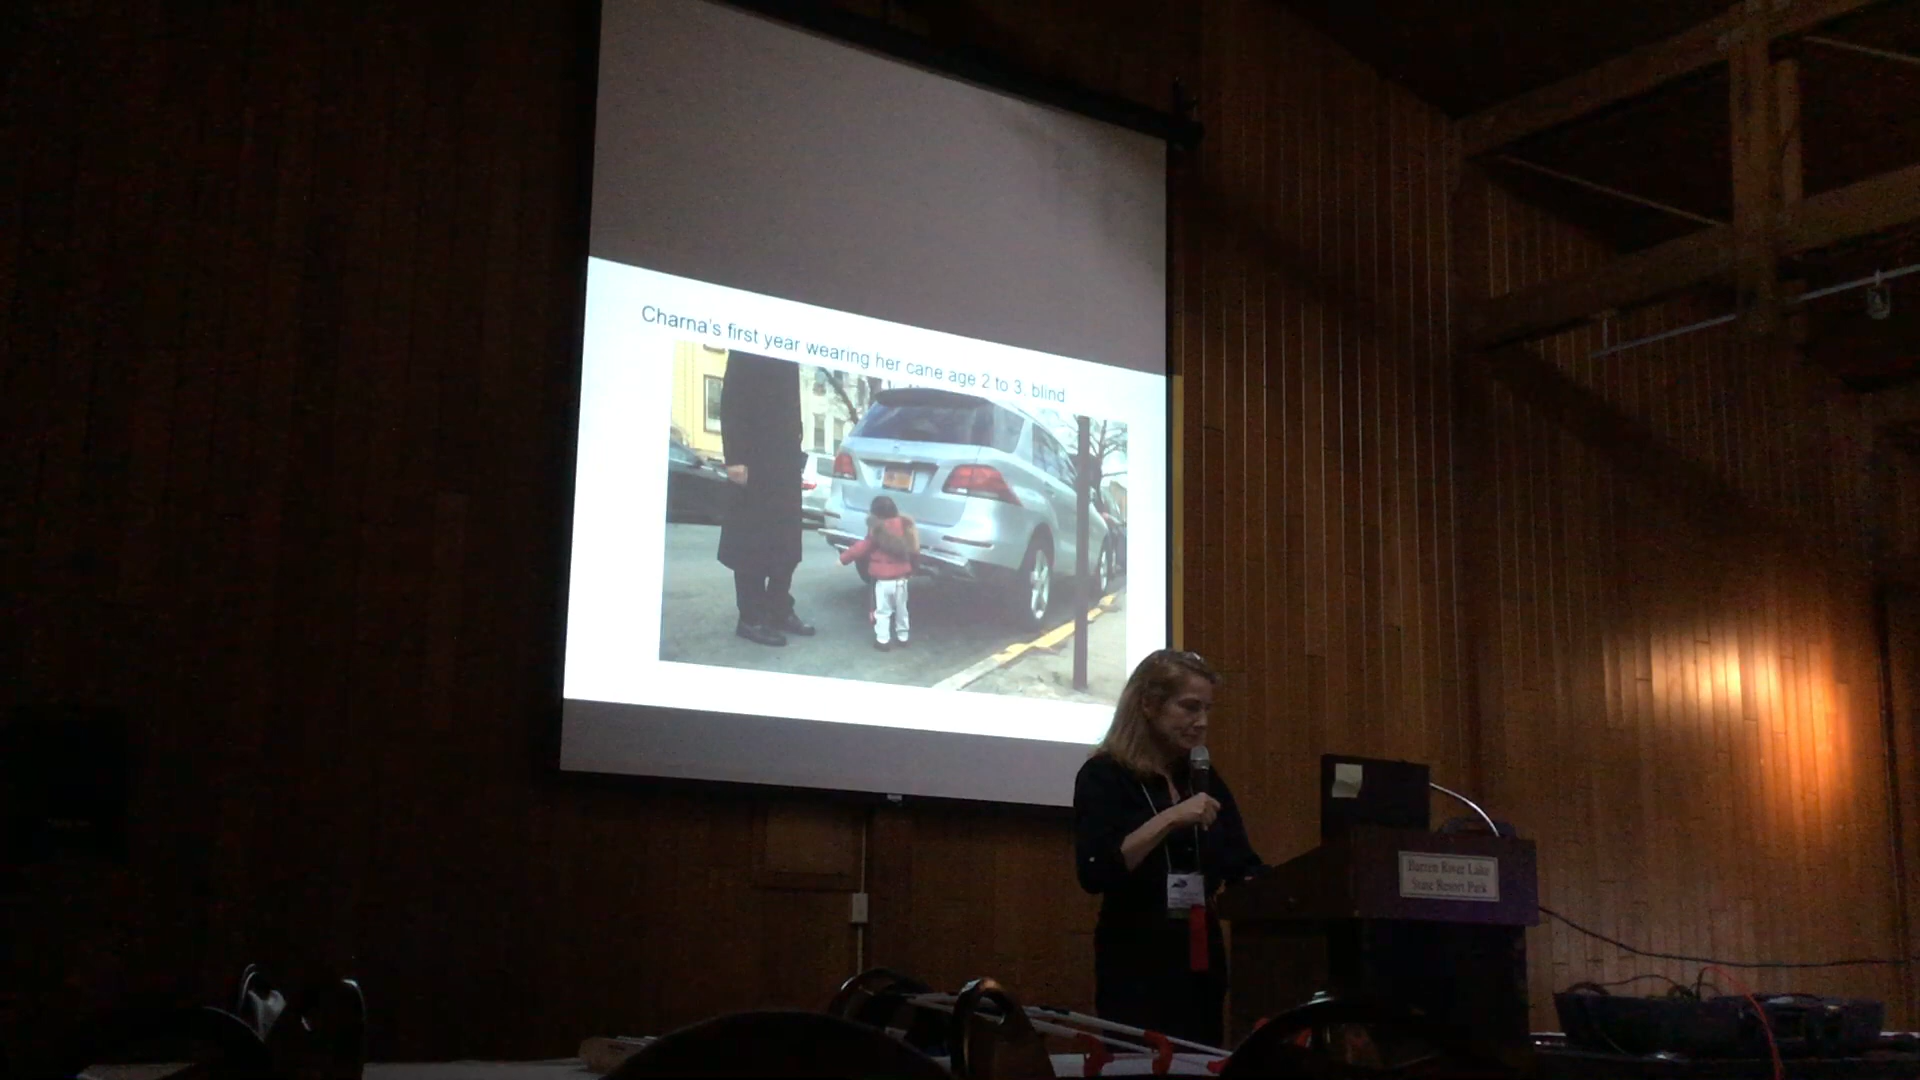 Charna's first year wearing her cane age 2 to 3, blind
Barren River Lake
State Resort Park